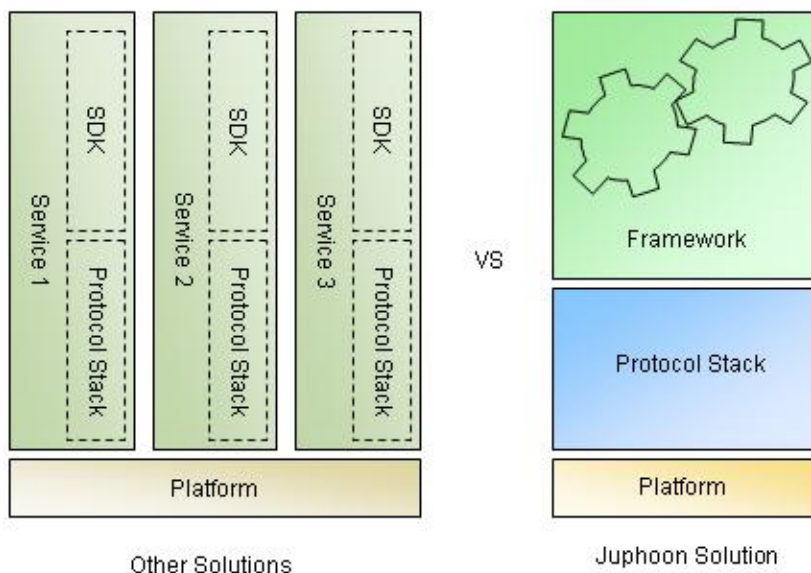 Service 1
SDK
Protocol Stack
Service 2
SDK
Protocol Stack
Service 3
SDK
Protocol Stack
Platform
Other Solutions
VS
Framework
Protocol Stack
Platform
Juphoon Solution